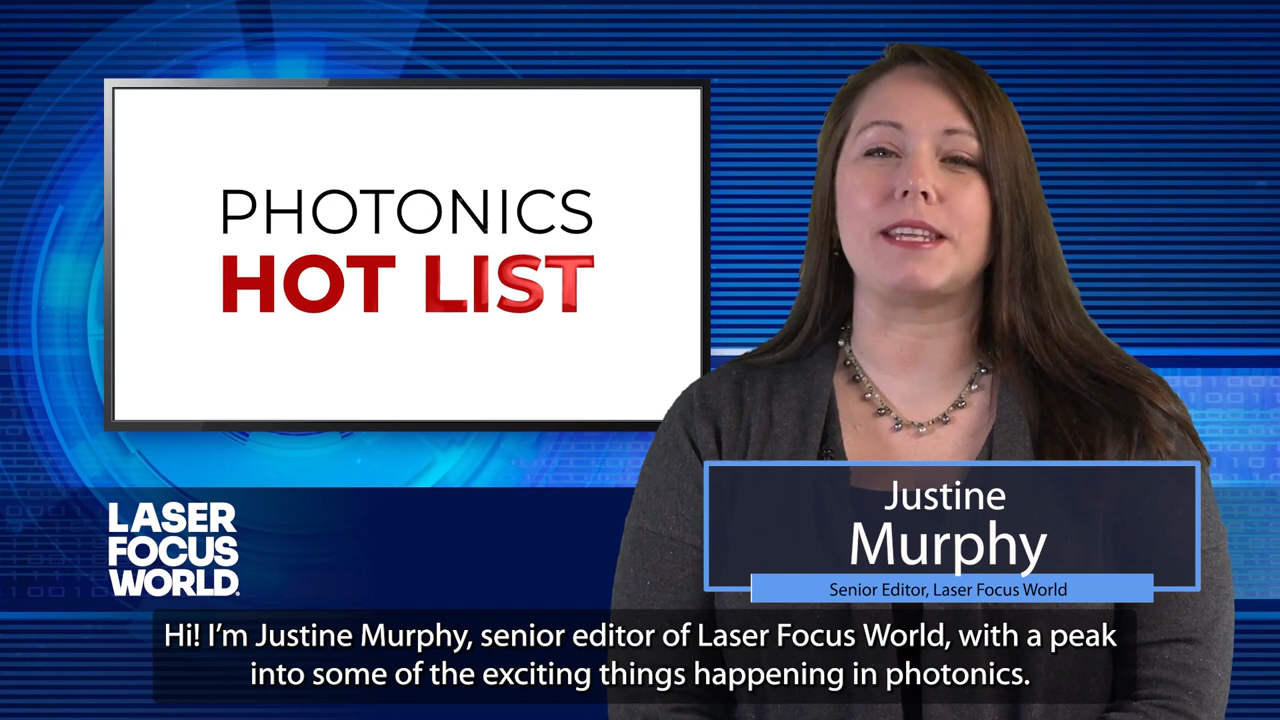 PHOTONICS
HOT LIST
LASER
FOCUS
WORLD®
Justine
Murphy
Senior Editor, Laser Focus World
Hi! I’m Justine Murphy, senior editor of Laser Focus World, with a peak
into some of the exciting things happening in photonics.